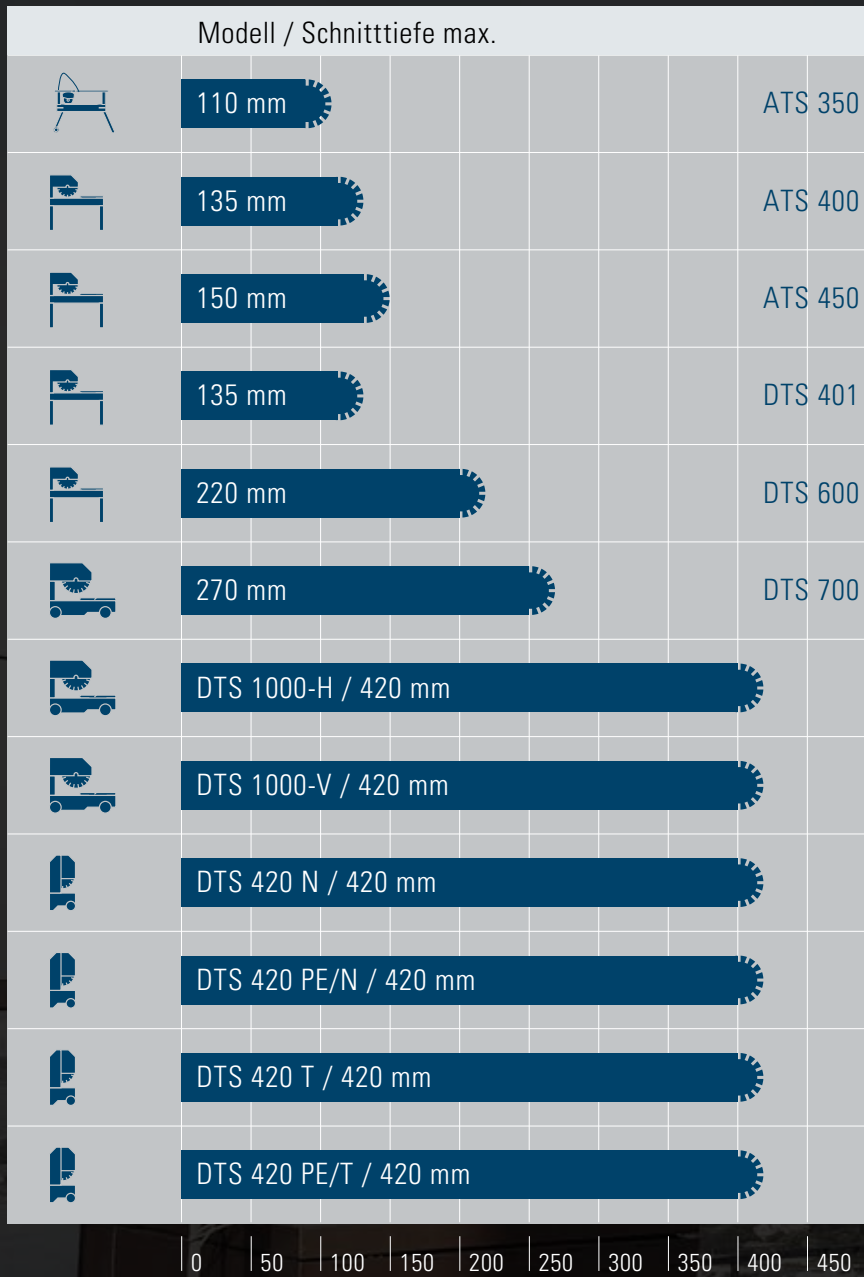 Modell / Schnitttiefe max.
110 mm ATS 350
135 mm ATS 400
150 mm ATS 450
135 mm DTS 401
220 mm DTS 600
270 mm DTS 700
DTS 1000-H / 420 mm
DTS 1000-V / 420 mm
DTS 420 N / 420 mm
DTS 420 PE/N / 420 mm
DTS 420 T / 420 mm
DTS 420 PE/T / 420 mm
0 50 100 150 200 250 300 350 400 450